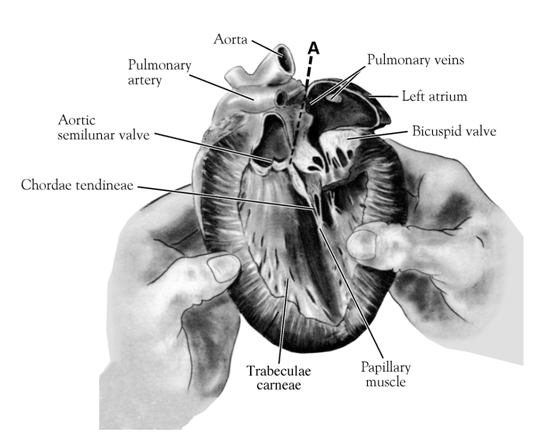 Aorta
A
Pulmonary veins
Pulmonary
artery
Left atrium
Aortic
semilunar valve
Bicuspid valve
Chordae tendineae
Trabeculae
carneae
Papillary
muscle